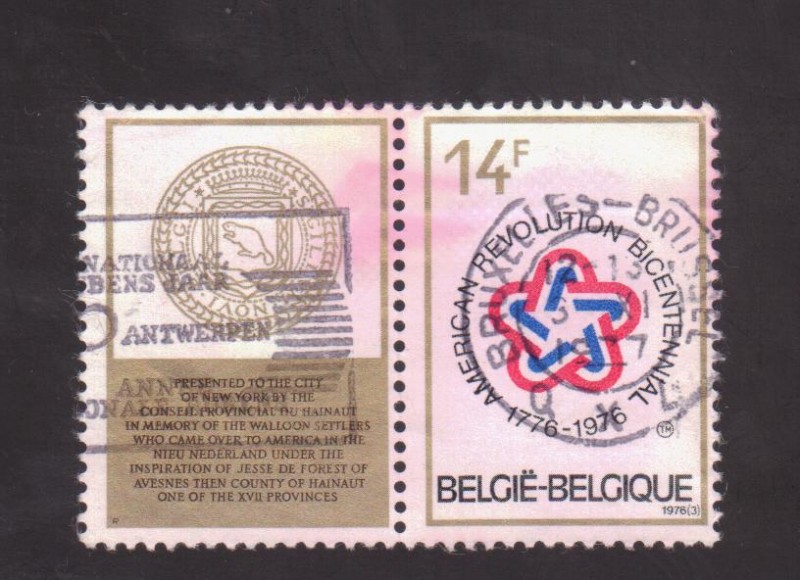 NATIONAAL
BENS JAAR
ANTWERPEN
PRESENTED TO THE CITY
OF NEW YORK BY THE
CONSEIL PROVINCIAL DU HAINAUT
IN MEMORY OF THE WALLOON SETTLERS
WHO CAME OVER TO AMERICA IN THE
NIEU NEDERLAND UNDER THE
INSPIRATION OF JESSE DE FOREST OF
AVESNES THEN COUNTY OF HAINAUT
ONE OF THE XVII PROVINCES
14F
BRUXELLES-BRUSSEL
AMERICAN REVOLUTION BICENTENNIAL
1776-1976
TM
BELGIË-BELGIQUE
1976(3)